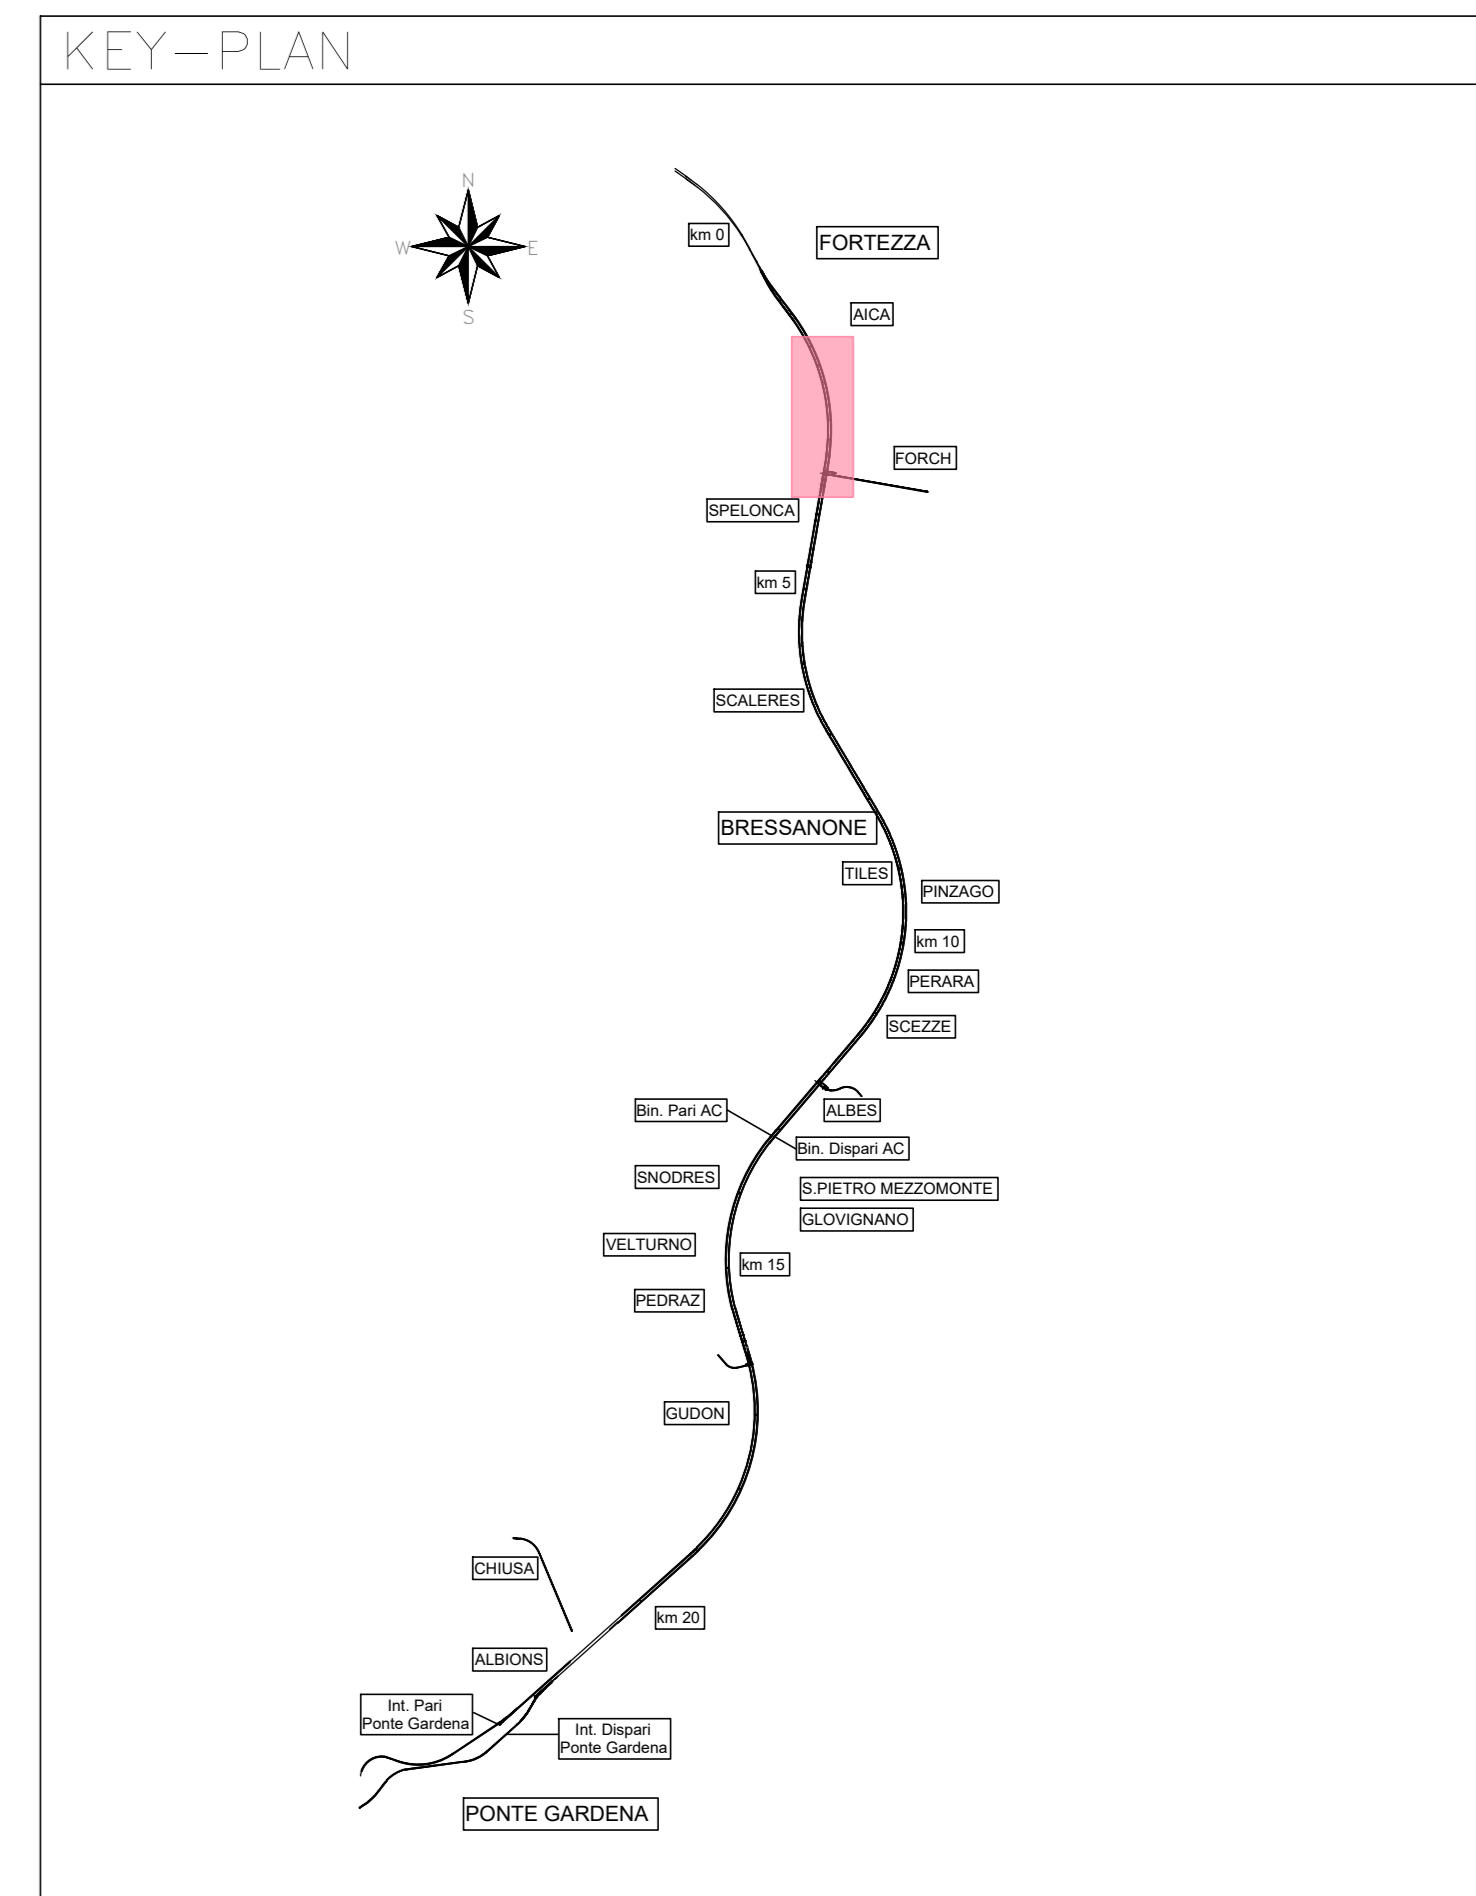 KEY-PLAN
N
W
E
S
km 0
FORTEZZA
AICA
FORCH
SPELONCA
km 5
SCALERES
BRESSANONE
TILES
PINZAGO
km 10
PERARA
SCEZZE
Bin. Pari AC
ALBES
Bin. Dispari AC
SNODRES
S.PIETRO MEZZOMONTE
GLOVIGNANO
VELTURNO
km 15
PEDRAZ
GUDON
CHIUSA
km 20
ALBIONS
Int. Pari
Ponte Gardena
Int. Dispari
Ponte Gardena
PONTE GARDENA